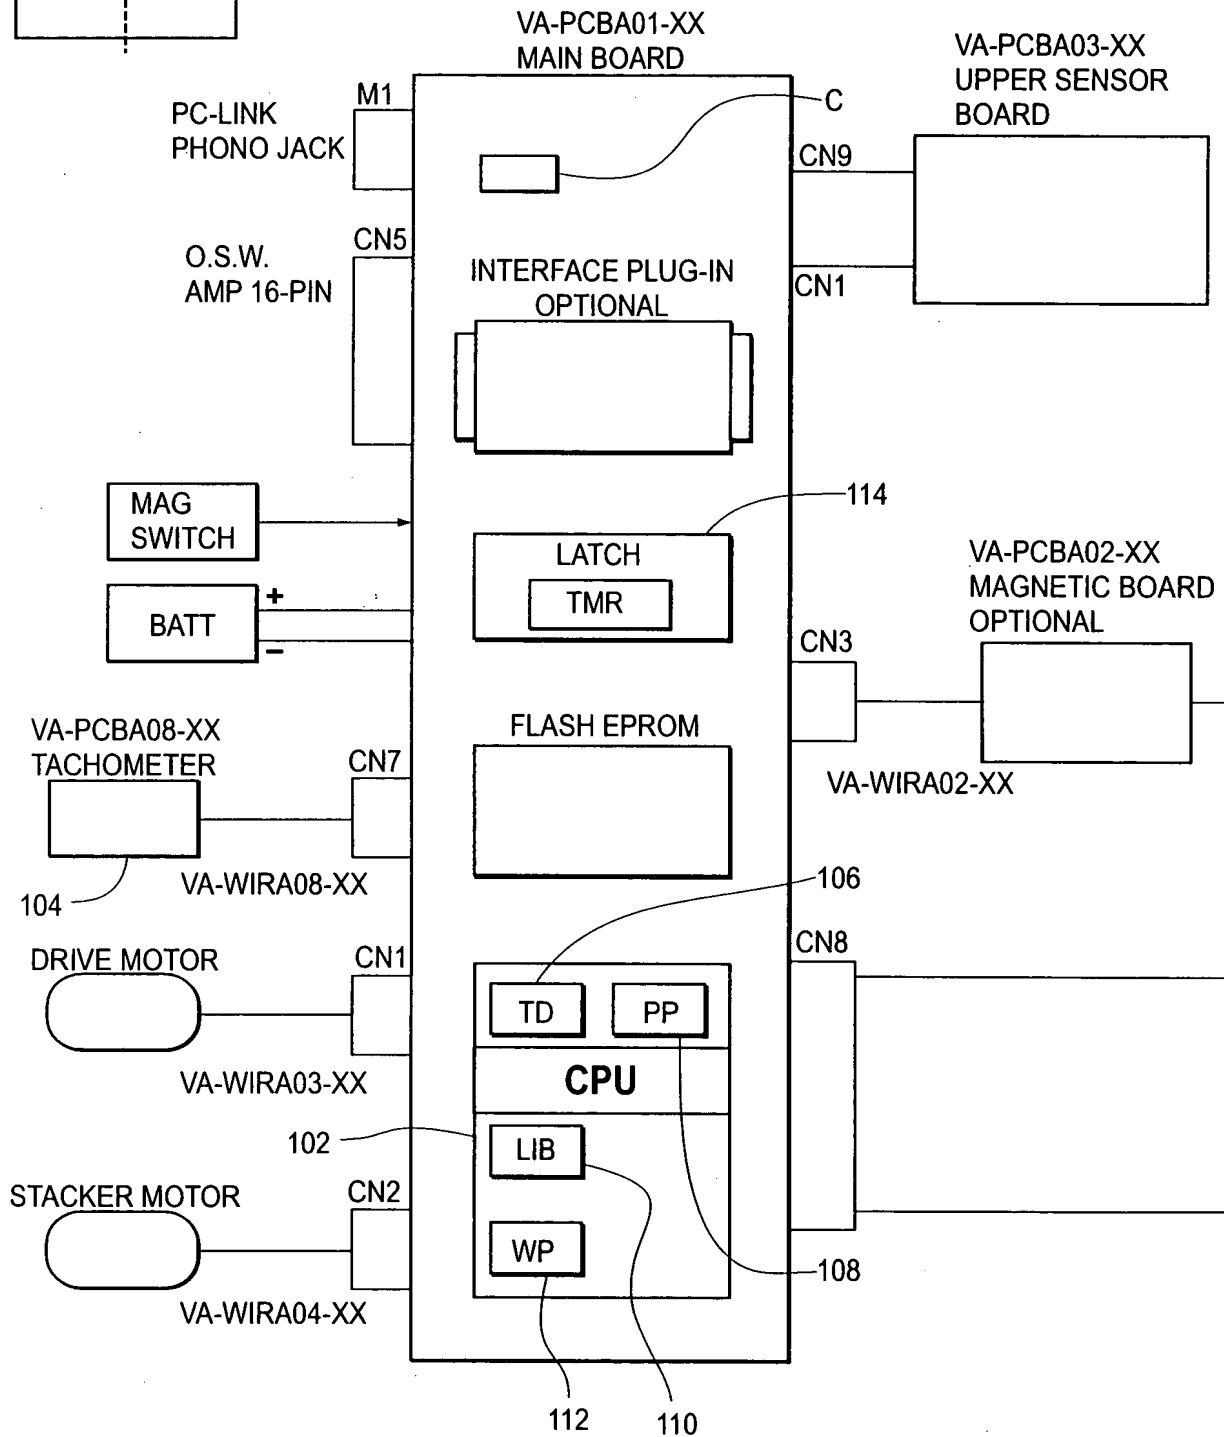 VA-PCBA01-XX
MAIN BOARD
VA-PCBA03-XX
UPPER SENSOR
BOARD
M1
PC-LINK
PHONO JACK
C
CN9
CN5
O.S.W.
AMP 16-PIN
INTERFACE PLUG-IN
OPTIONAL
CN1
MAG
SWITCH
114
LATCH
TMR
BATT
+
−
VA-PCBA02-XX
MAGNETIC BOARD
OPTIONAL
CN3
VA-WIRA02-XX
VA-PCBA08-XX
TACHOMETER
CN7
FLASH EPROM
VA-WIRA08-XX
104
106
DRIVE MOTOR
CN1
CN8
TD
PP
CPU
VA-WIRA03-XX
102
LIB
STACKER MOTOR
CN2
WP
108
VA-WIRA04-XX
112
110